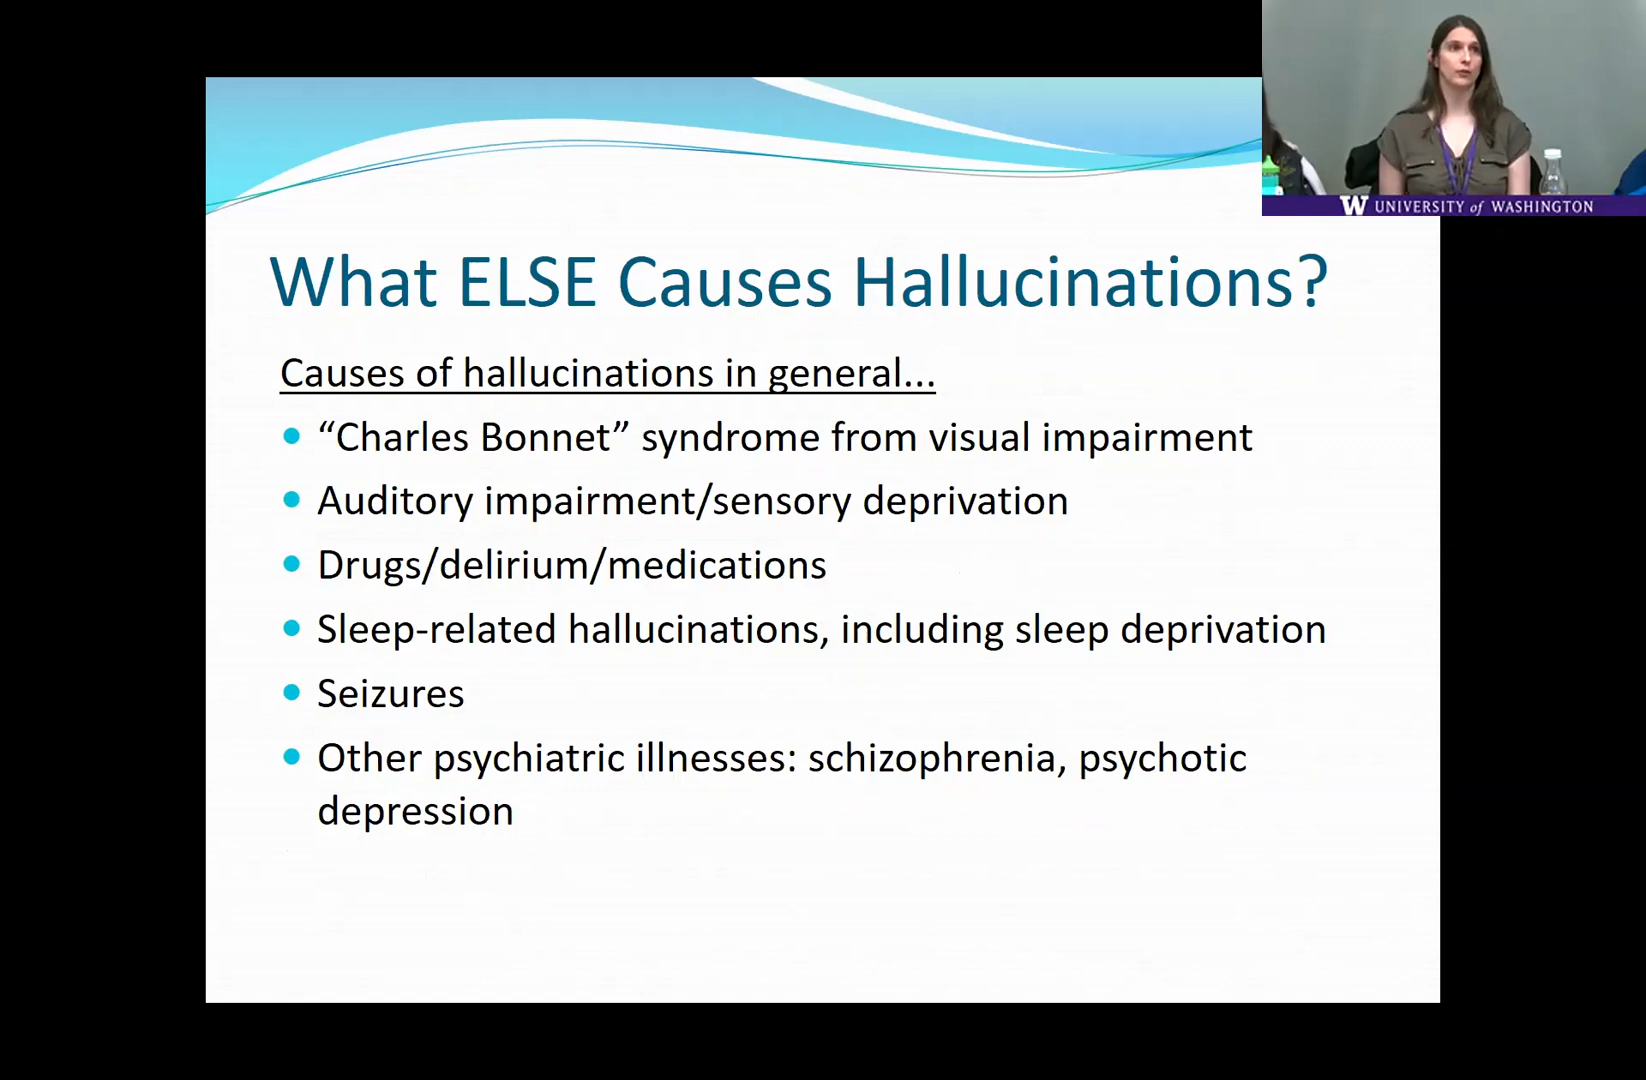 W UNIVERSITY of WASHINGTON
What ELSE Causes Hallucinations?
Causes of hallucinations in general...
“Charles Bonnet” syndrome from visual impairment
Auditory impairment/sensory deprivation
Drugs/delirium/medications
Sleep-related hallucinations, including sleep deprivation
Seizures
Other psychiatric illnesses: schizophrenia, psychotic
depression